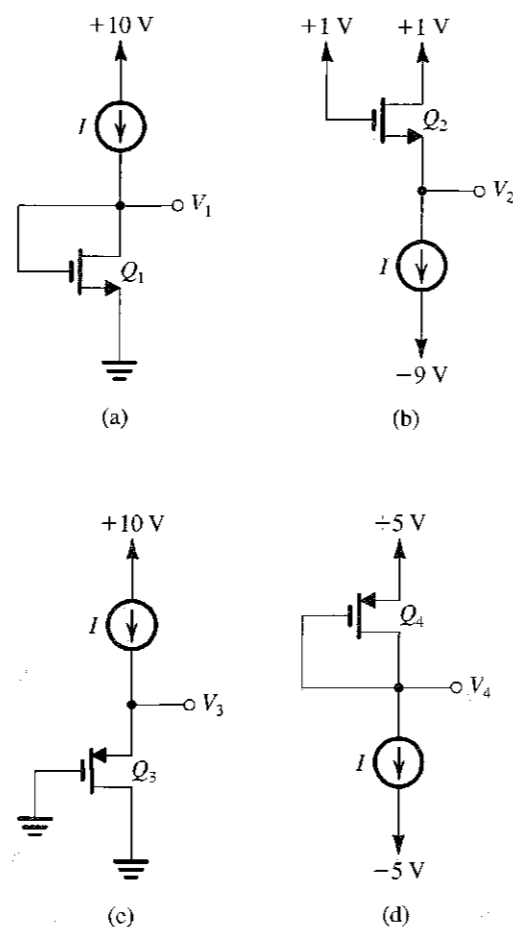 +10 V
I
V₁
Q₁
(a)
+1 V +1 V
Q₂
V₂
I
−9 V
(b)
+10 V
I
V₃
Q₃
(c)
+5 V
Q₄
V₄
I
−5 V
(d)